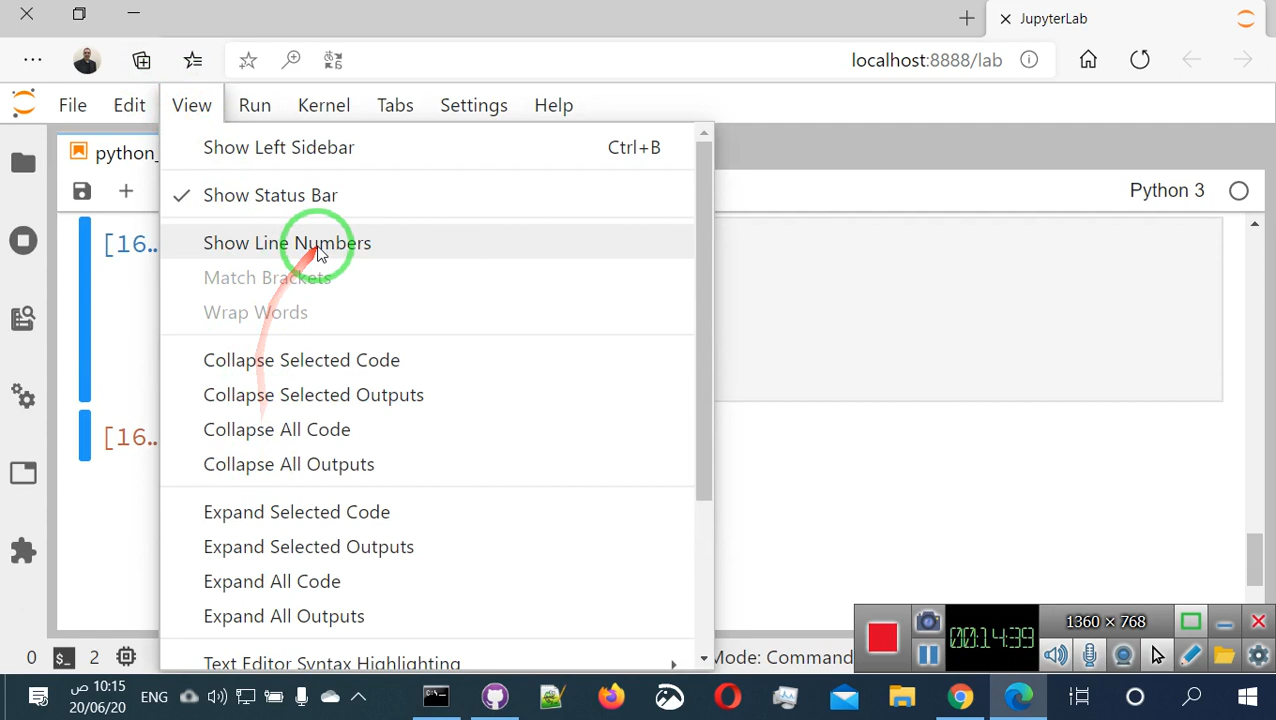 JupyterLab
localhost:8888/lab
File Edit View Run Kernel Tabs Settings Help
python_
Python 3
Show Left Sidebar Ctrl+B
Show Status Bar
Show Line Numbers
Match Brackets
Wrap Words
Collapse Selected Code
Collapse Selected Outputs
Collapse All Code
Collapse All Outputs
Expand Selected Code
Expand Selected Outputs
Expand All Code
Expand All Outputs
Text Editor Syntax Highlighting
[16…
[16…
00:14:39
1360 × 768
0 2 Mode: Command
10:15 ص ENG
20/06/20